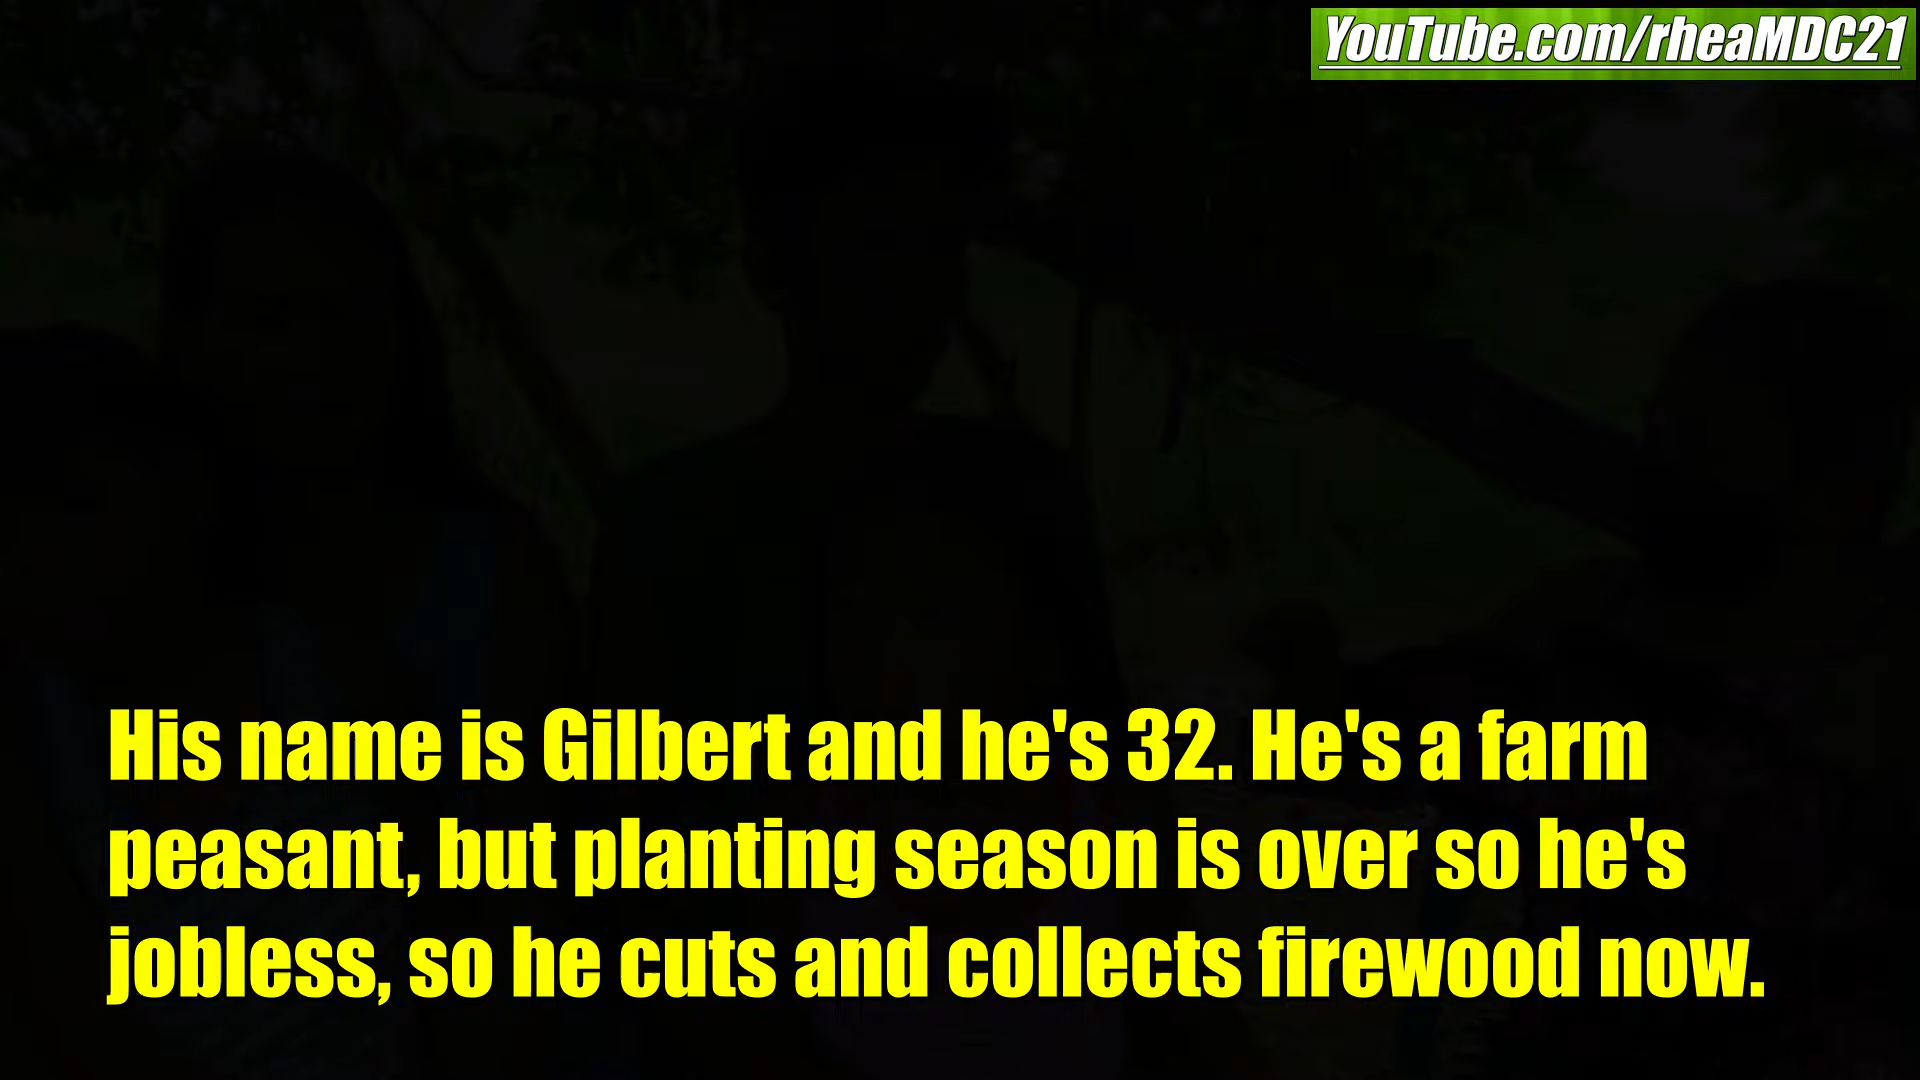 YouTube.com/rheaMDC21
His name is Gilbert and he's 32. He's a farm
peasant, but planting season is over so he's
jobless, so he cuts and collects firewood now.